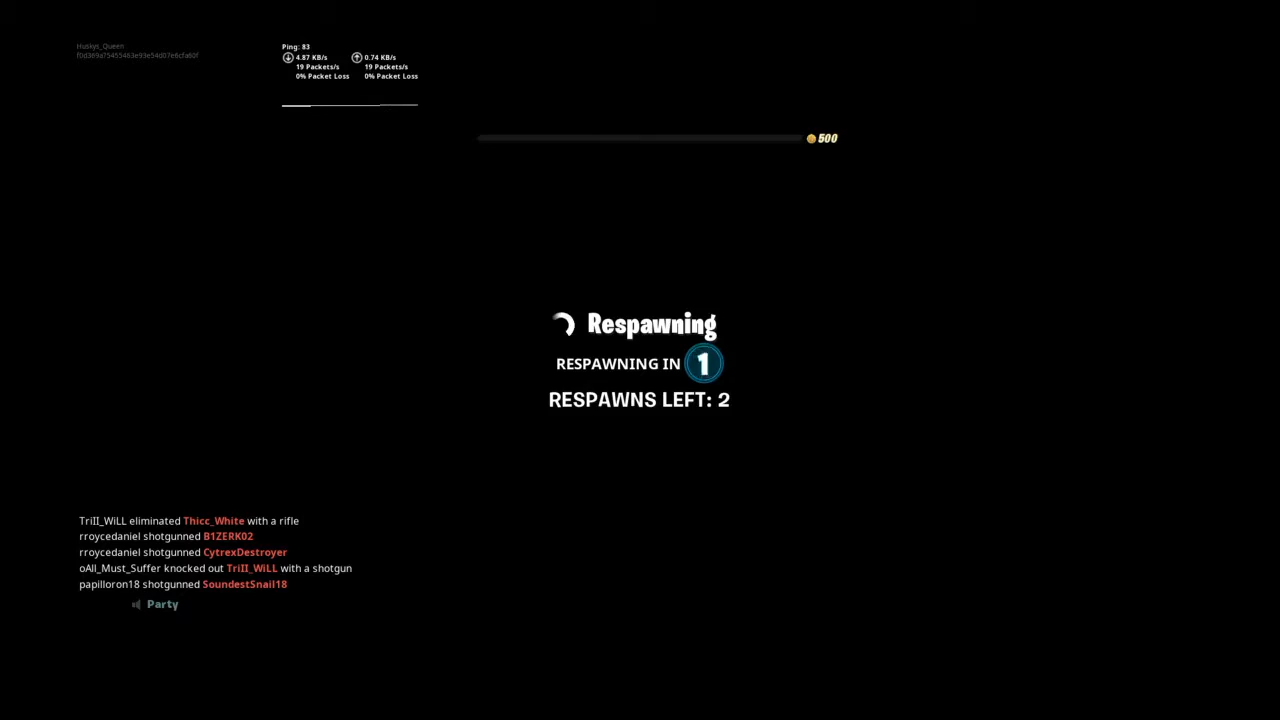 Huskys_Queen
Ping: 83
4.87 KB/s 0.74 KB/s
19 Packets/s 19 Packets/s
0% Packet Loss 0% Packet Loss
500
Respawning
RESPAWNING IN 1
RESPAWNS LEFT: 2
TriII_WiLL eliminated Thicc_White with a rifle
rroycedaniel shotgunned B1ZERK02
rroycedaniel shotgunned CytrexDestroyer
oAll_Must_Suffer knocked out TriII_WiLL with a shotgun
papilloron18 shotgunned SoundestSnail18
Party